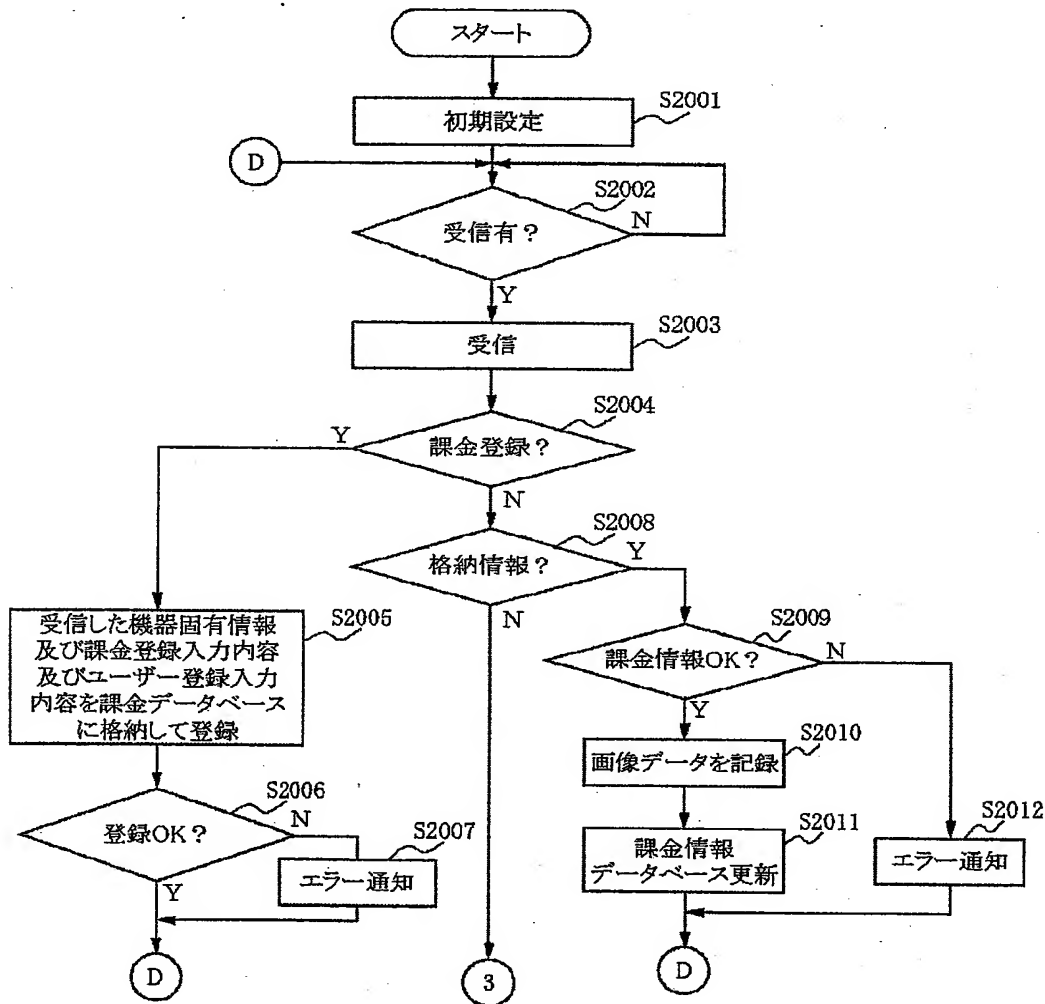 スタート
S2001
初期設定
D
S2002
受信有?
N
Y
S2003
受信
S2004
Y
課金登録?
N
S2008
格納情報?
Y
N
S2005
受信した機器固有情報
及び課金登録入力内容
及びユーザー登録入力
内容を課金データベース
に格納して登録
S2006
登録OK?
N
Y
S2007
エラー通知
D
3
S2009
課金情報OK?
N
Y
S2010
画像データを記録
S2011
課金情報
データベース更新
S2012
エラー通知
D